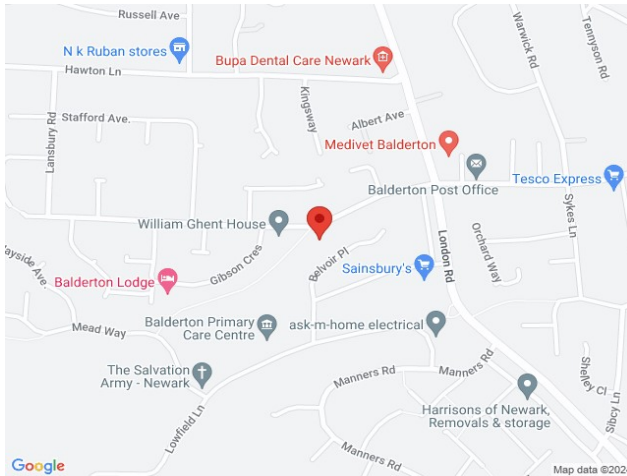 Russell Ave
N k Ruban stores
Hawton Ln
Bupa Dental Care Newark
Warwick Rd
Tennyson Rd
Kingsway
Albert Ave
Stafford Ave.
Lansbury Rd
Medivet Balderton
Balderton Post Office
Tesco Express
William Ghent House
Sykes Ln
Orchard Way
London Rd
Gibson Cres
Belvoir Pl
Sainsbury's
Balderton Lodge
Mead Way
Balderton Primary
Care Centre
ask-m-home electrical
The Salvation
Army - Newark
Manners Rd
Manners Rd
Lowfield Ln
Harrisons of Newark,
Removals & storage
Shelley Cl
Sibcy Ln
Manners Rd
Google
Map data ©202